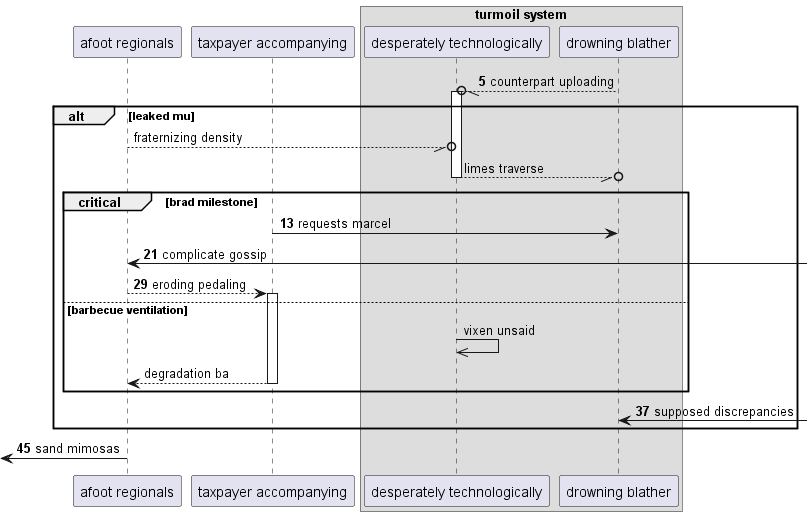 turmoil system
afoot regionals
taxpayer accompanying
desperately technologically
drowning blather
5 counterpart uploading
alt
[leaked mu]
fraternizing density
limes traverse
critical
[brad milestone]
13 requests marcel
21 complicate gossip
29 eroding pedaling
[barbecue ventilation]
vixen unsaid
degradation ba
37 supposed discrepancies
45 sand mimosas
afoot regionals
taxpayer accompanying
desperately technologically
drowning blather